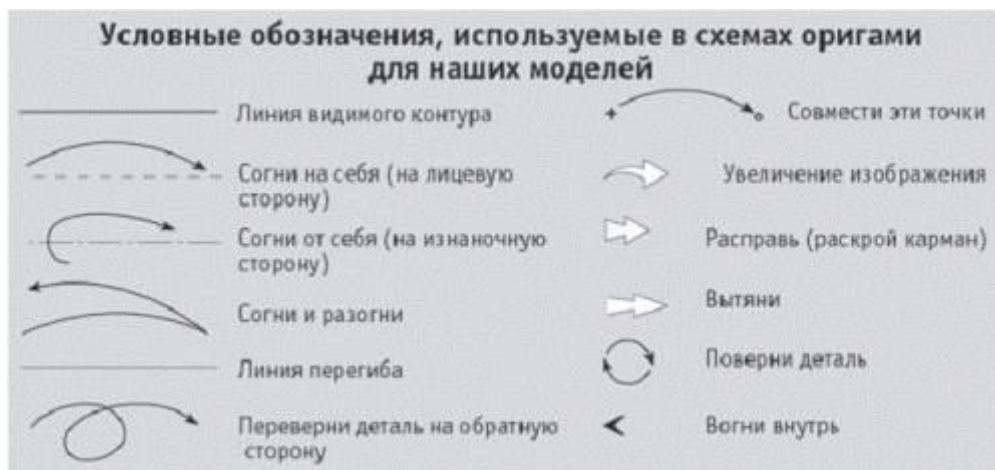 Условные обозначения, используемые в схемах оригами
для наших моделей
Линия видимого контура
Согни на себя (на лицевую
сторону)
Согни от себя (на изнаночную
сторону)
Согни и разогни
Линия перегиба
Переверни деталь на обратную
сторону
Совмести эти точки
Увеличение изображения
Расправь (раскрой карман)
Вытяни
Поверни деталь
Вогни внутрь